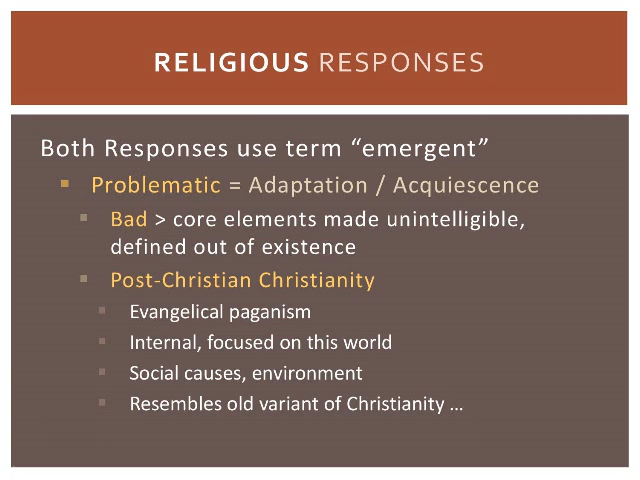 RELIGIOUS RESPONSES
Both Responses use term “emergent”
Problematic = Adaptation / Acquiescence
Bad > core elements made unintelligible,
defined out of existence
Post-Christian Christianity
Evangelical paganism
Internal, focused on this world
Social causes, environment
Resembles old variant of Christianity …